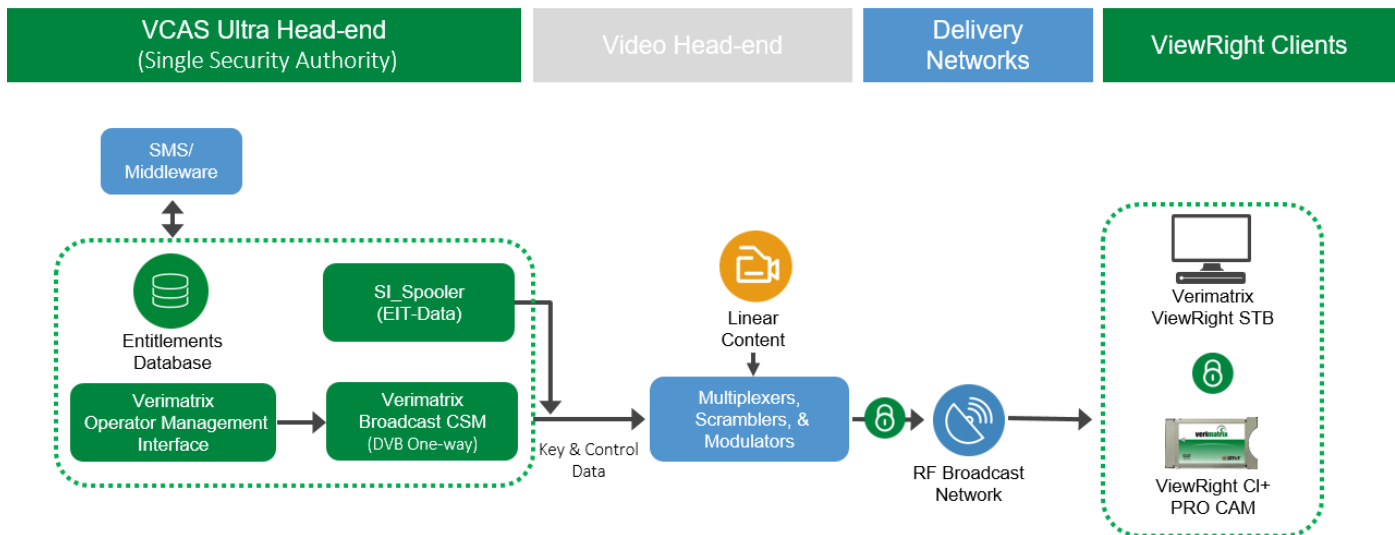 VCAS Ultra Head-end
(Single Security Authority)
Video Head-end
Delivery
Networks
ViewRight Clients
SMS/
Middleware
Entitlements
Database
SI_Spooler
(EIT-Data)
Verimatrix
Operator Management
Interface
Verimatrix
Broadcast CSM
(DVB One-way)
Key & Control
Data
Linear
Content
Multiplexers,
Scramblers, &
Modulators
RF Broadcast
Network
Verimatrix
ViewRight STB
verimatrix
ViewRight CI+
PRO CAM